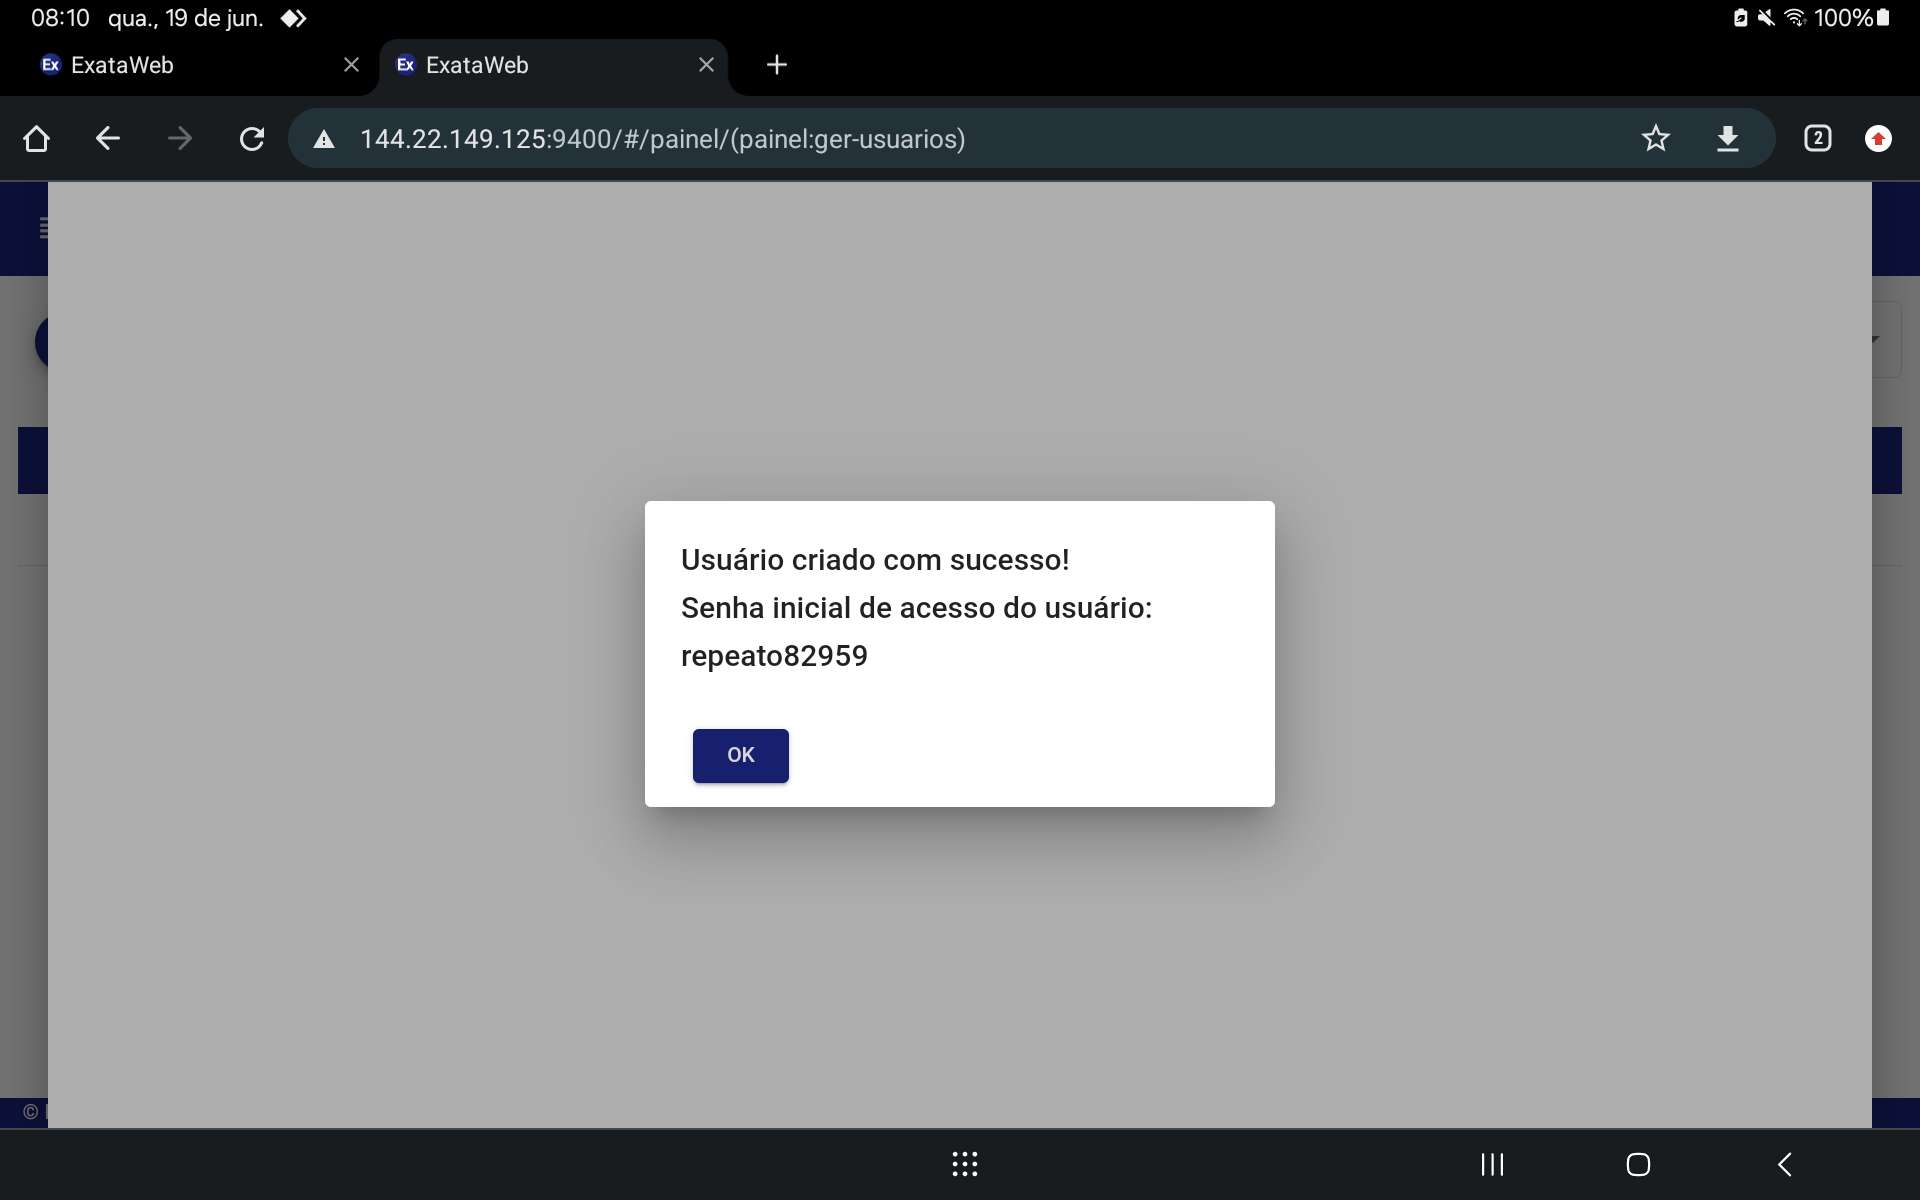 08:10 qua., 19 de jun. 100%
Ex ExataWeb Ex ExataWeb
144.22.149.125:9400/#/painel/(painel:ger-usuarios) 2
Usuário criado com sucesso!
Senha inicial de acesso do usuário:
repeato82959
OK
©